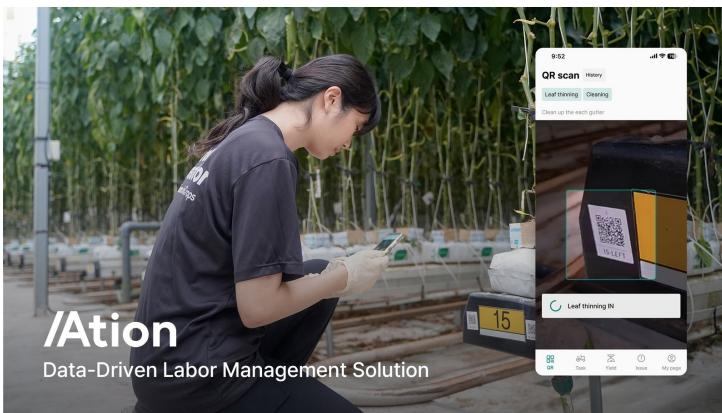 //Ation
Data-Driven Labor Management Solution
15
9:52
QR scan History
Leaf thinning Cleaning
Clean up the each gutter
15-LEFT
Leaf thinning IN
QR Task Yield Issue My page